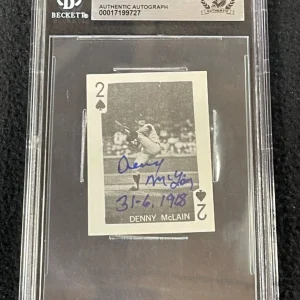 BECKETT®
AUTHENTIC AUTOGRAPH
00017199727
2
Denny
McLain
31-6, 1968
DENNY McLAIN
2